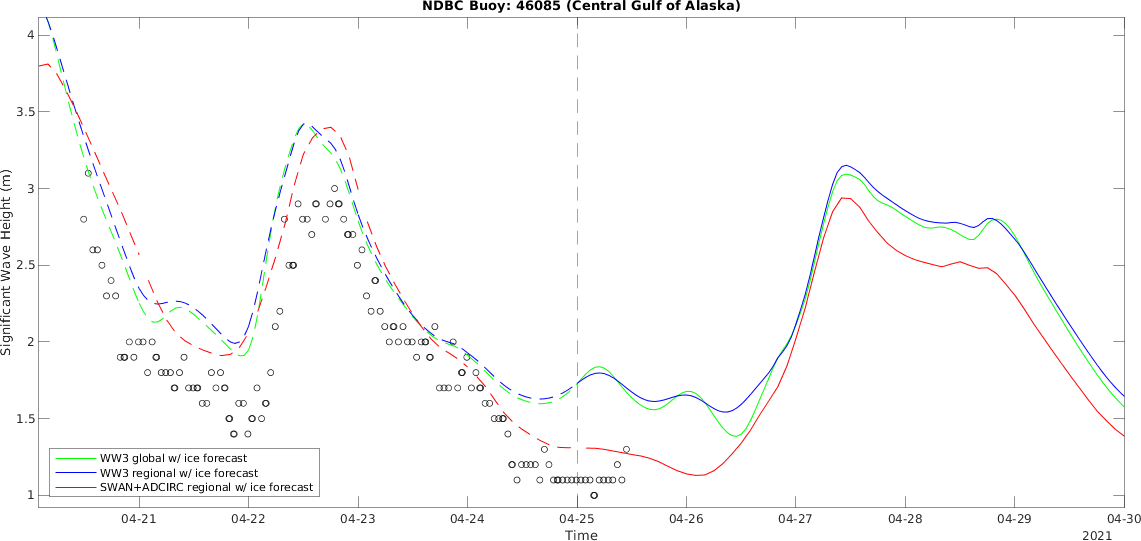 NDBC Buoy: 46085 (Central Gulf of Alaska)
Significant Wave Height (m)
4
3.5
3
2.5
2
1.5
1
WW3 global w/ ice forecast
WW3 regional w/ ice forecast
SWAN+ADCIRC regional w/ ice forecast
04-21 04-22 04-23 04-24 04-25 04-26 04-27 04-28 04-29 04-30
Time
2021